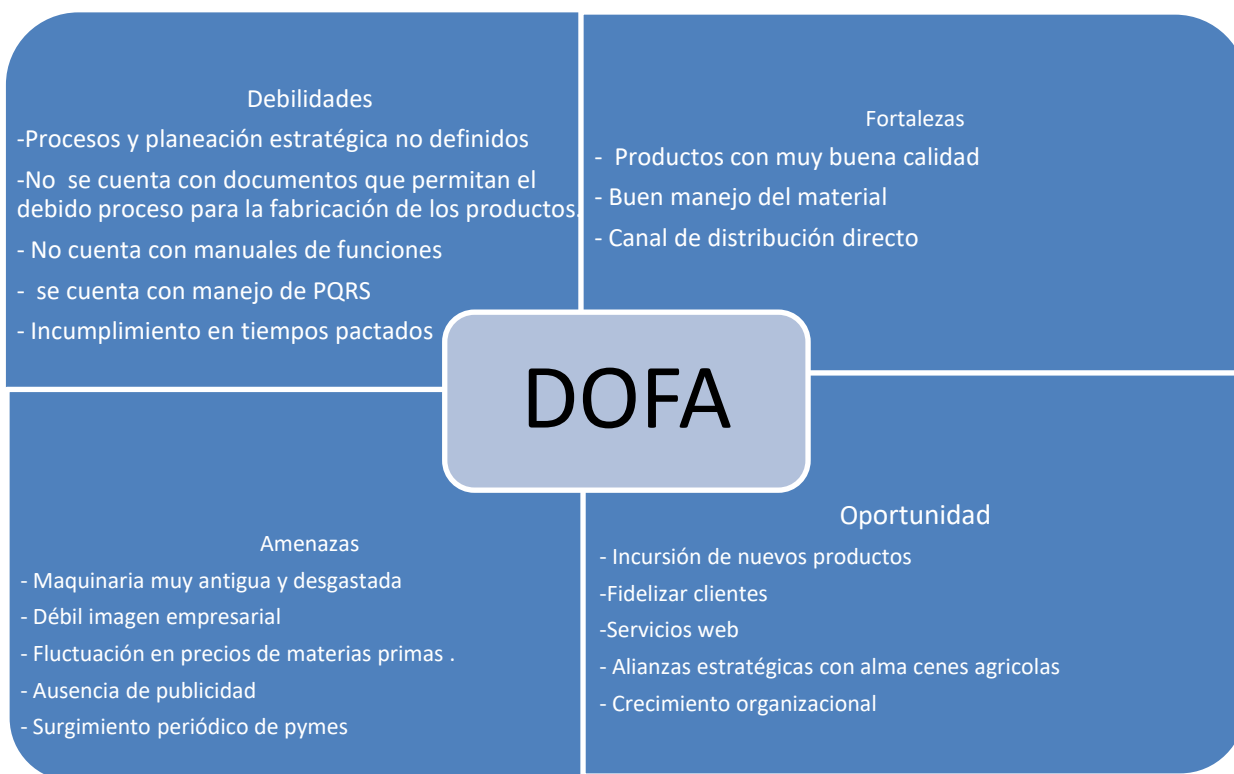 Debilidades
-Procesos y planeación estratégica no definidos
-No  se cuenta con documentos que permitan el
debido proceso para la fabricación de los productos.
- No cuenta con manuales de funciones
-  se cuenta con manejo de PQRS
- Incumplimiento en tiempos pactados
Fortalezas
-  Productos con muy buena calidad
- Buen manejo del material
- Canal de distribución directo
DOFA
Amenazas
- Maquinaria muy antigua y desgastada
- Débil imagen empresarial
- Fluctuación en precios de materias primas .
- Ausencia de publicidad
- Surgimiento periódico de pymes
Oportunidad
- Incursión de nuevos productos
-Fidelizar clientes
-Servicios web
- Alianzas estratégicas con alma cenes agricolas
- Crecimiento organizacional